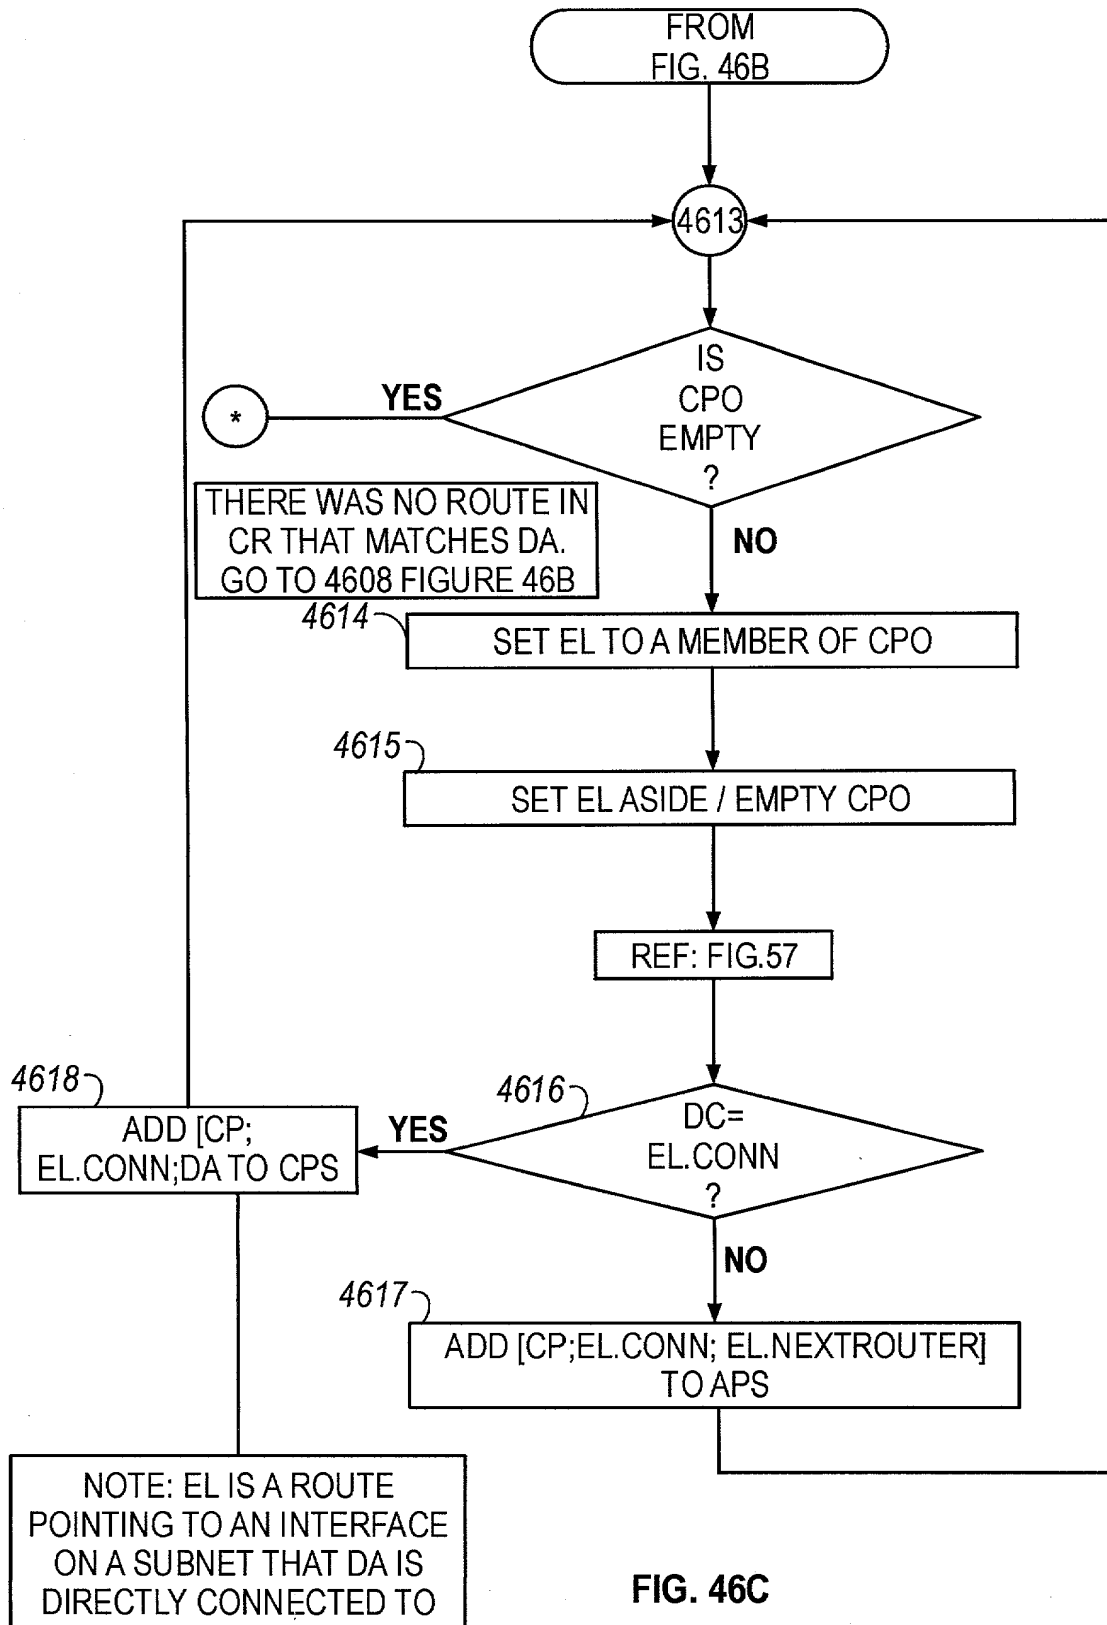 FROM
FIG. 46B
4613
IS
CPO
EMPTY
?
YES
*
THERE WAS NO ROUTE IN
CR THAT MATCHES DA.
GO TO 4608 FIGURE 46B
NO
4614
SET EL TO A MEMBER OF CPO
4615
SET EL ASIDE / EMPTY CPO
REF: FIG.57
4616
DC=
EL.CONN
?
YES
4618
ADD [CP;
EL.CONN;DA TO CPS
NO
4617
ADD [CP;EL.CONN; EL.NEXTROUTER]
TO APS
NOTE: EL IS A ROUTE
POINTING TO AN INTERFACE
ON A SUBNET THAT DA IS
DIRECTLY CONNECTED TO
FIG. 46C